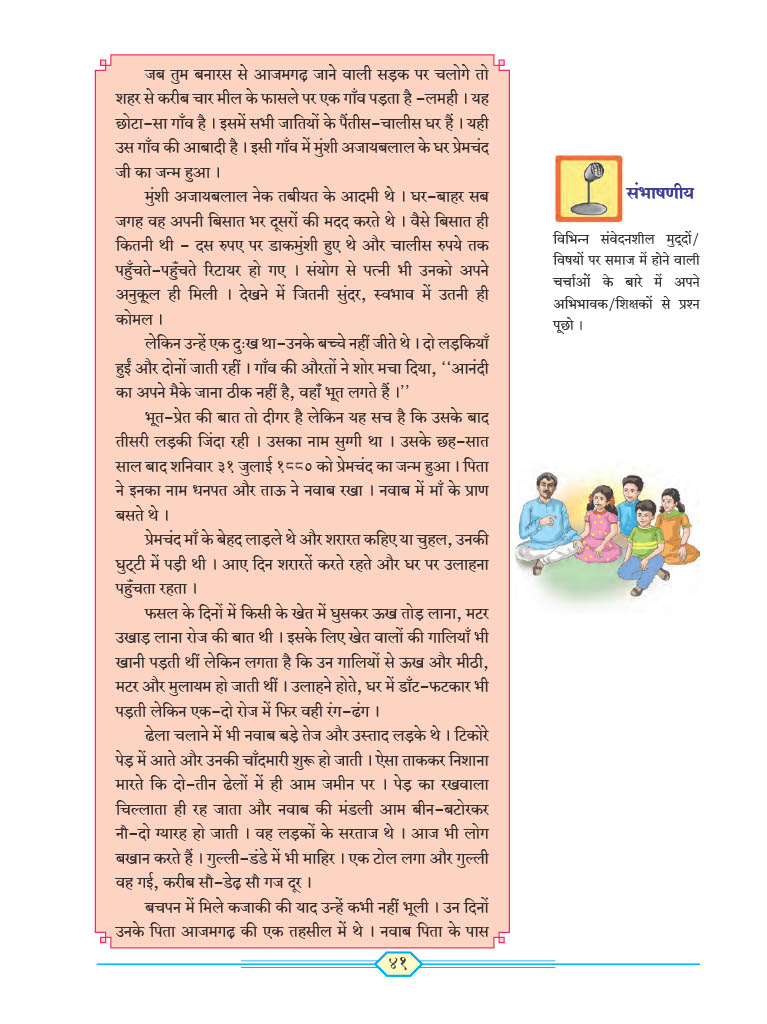 जब तुम बनारस से आजमगढ़ जाने वाली सड़क पर चलोगे तो
शहर से करीब चार मील के फासले पर एक गाँव पड़ता है -लमही । यह
छोटा-सा गाँव है । इसमें सभी जातियों के पैंतीस-चालीस घर हैं । यही
उस गाँव की आबादी है । इसी गाँव में मुंशी अजायबलाल के घर प्रेमचंद
जी का जन्म हुआ ।
मुंशी अजायबलाल नेक तबीयत के आदमी थे । घर-बाहर सब
जगह वह अपनी बिसात भर दूसरों की मदद करते थे । वैसे बिसात ही
कितनी थी - दस रुपए पर डाकमुंशी हुए थे और चालीस रुपये तक
पहुँचते-पहुँचते रिटायर हो गए । संयोग से पत्नी भी उनको अपने
अनुकूल ही मिली । देखने में जितनी सुंदर, स्वभाव में उतनी ही
कोमल ।
लेकिन उन्हें एक दुःख था-उनके बच्चे नहीं जीते थे । दो लड़कियाँ
हुईं और दोनों जाती रहीं । गाँव की औरतों ने शोर मचा दिया, ‘‘आनंदी
का अपने मैके जाना ठीक नहीं है, वहाँ भूत लगते हैं ।’’
भूत-प्रेत की बात तो दीगर है लेकिन यह सच है कि उसके बाद
तीसरी लड़की जिंदा रही । उसका नाम सुग्गी था । उसके छह-सात
साल बाद शनिवार ३१ जुलाई १८८० को प्रेमचंद का जन्म हुआ । पिता
ने इनका नाम धनपत और ताऊ ने नवाब रखा । नवाब में माँ के प्राण
बसते थे ।
प्रेमचंद माँ के बेहद लाड़ले थे और शरारत कहिए या चुहल, उनकी
घुट्टी में पड़ी थी । आए दिन शरारतें करते रहते और घर पर उलाहना
पहुँचता रहता ।
फसल के दिनों में किसी के खेत में घुसकर ऊख तोड़ लाना, मटर
उखाड़ लाना रोज की बात थी । इसके लिए खेत वालों की गालियाँ भी
खानी पड़ती थीं लेकिन लगता है कि उन गालियों से ऊख और मीठी,
मटर और मुलायम हो जाती थीं । उलाहने होते, घर में डाँट-फटकार भी
पड़ती लेकिन एक-दो रोज में फिर वही रंग-ढंग ।
ढेला चलाने में भी नवाब बड़े तेज और उस्ताद लड़के थे । टिकोरे
पेड़ में आते और उनकी चाँदमारी शुरू हो जाती । ऐसा ताककर निशाना
मारते कि दो-तीन ढेलों में ही आम जमीन पर । पेड़ का रखवाला
चिल्लाता ही रह जाता और नवाब की मंडली आम बीन-बटोरकर
नौ-दो ग्यारह हो जाती । वह लड़कों के सरताज थे । आज भी लोग
बखान करते हैं । गुल्ली-डंडे में भी माहिर । एक टोल लगा और गुल्ली
वह गई, करीब सौ-डेढ़ सौ गज दूर ।
बचपन में मिले कजाकी की याद उन्हें कभी नहीं भूली । उन दिनों
उनके पिता आजमगढ़ की एक तहसील में थे । नवाब पिता के पास
संभाषणीय
विभिन्न संवेदनशील मुद्दों/
विषयों पर समाज में होने वाली
चर्चाओं के बारे में अपने
अभिभावक/शिक्षकों से प्रश्न
पूछो ।
४१